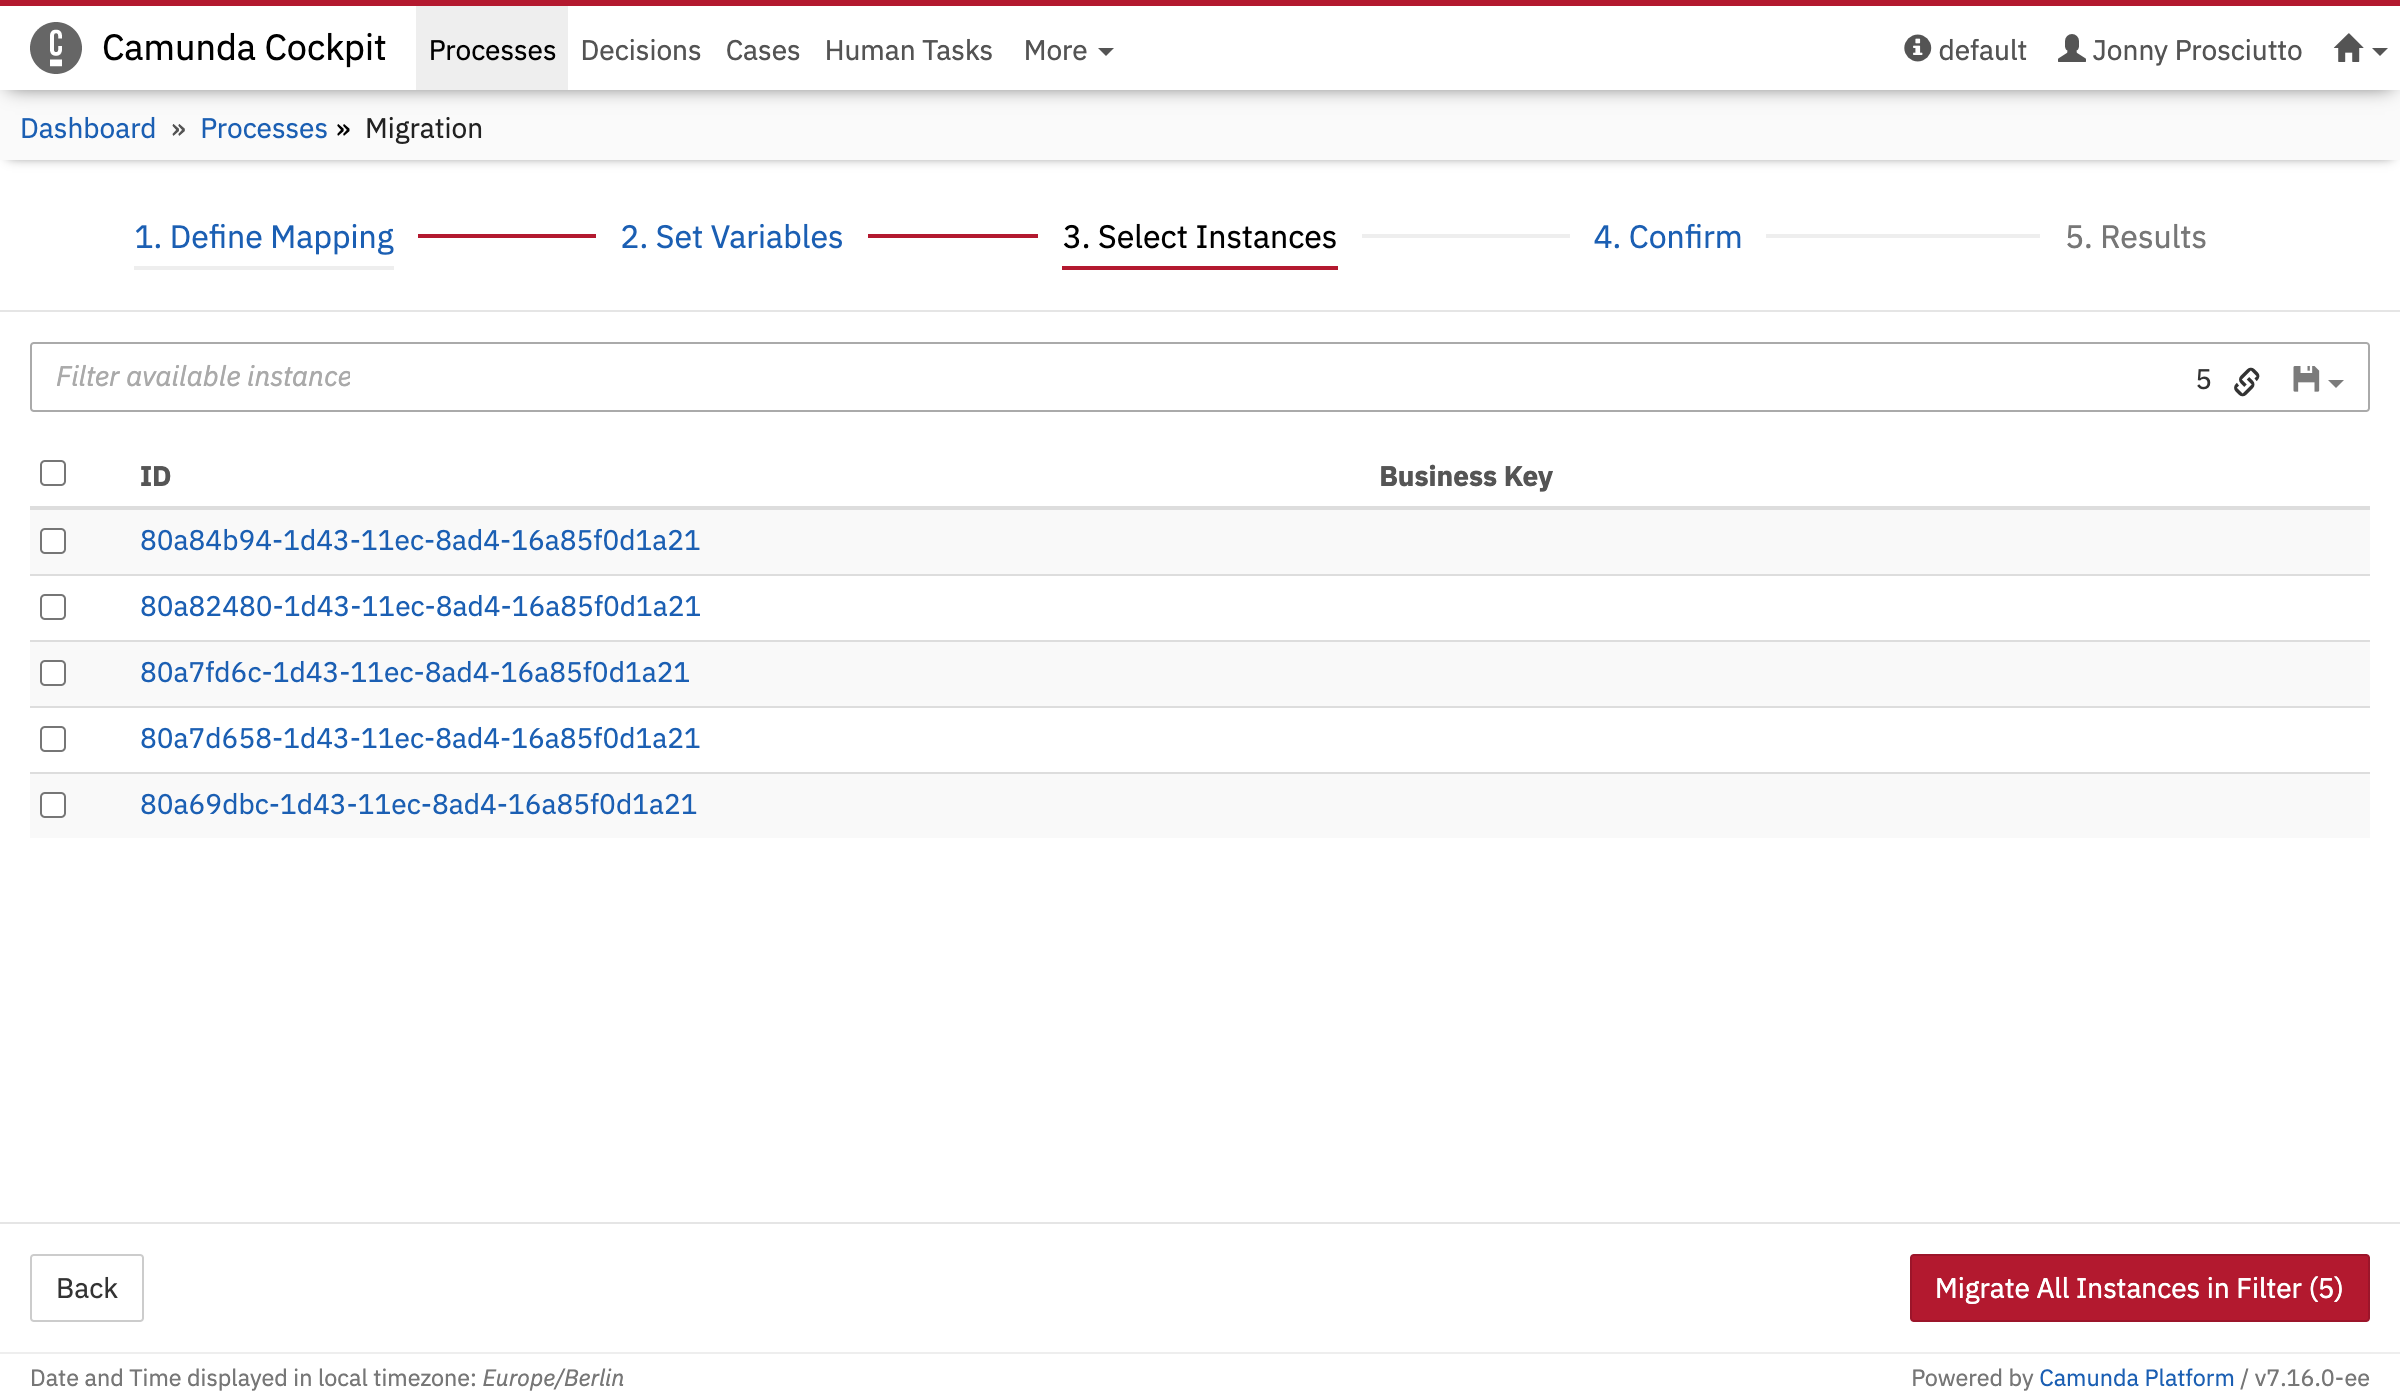 Camunda Cockpit Processes Decisions Cases Human Tasks More default Jonny Prosciutto
Dashboard » Processes » Migration
1. Define Mapping 2. Set Variables 3. Select Instances 4. Confirm 5. Results
Filter available instance 5
ID Business Key
80a84b94-1d43-11ec-8ad4-16a85f0d1a21
80a82480-1d43-11ec-8ad4-16a85f0d1a21
80a7fd6c-1d43-11ec-8ad4-16a85f0d1a21
80a7d658-1d43-11ec-8ad4-16a85f0d1a21
80a69dbc-1d43-11ec-8ad4-16a85f0d1a21
Back Migrate All Instances in Filter (5)
Date and Time displayed in local timezone: Europe/Berlin Powered by Camunda Platform / v7.16.0-ee